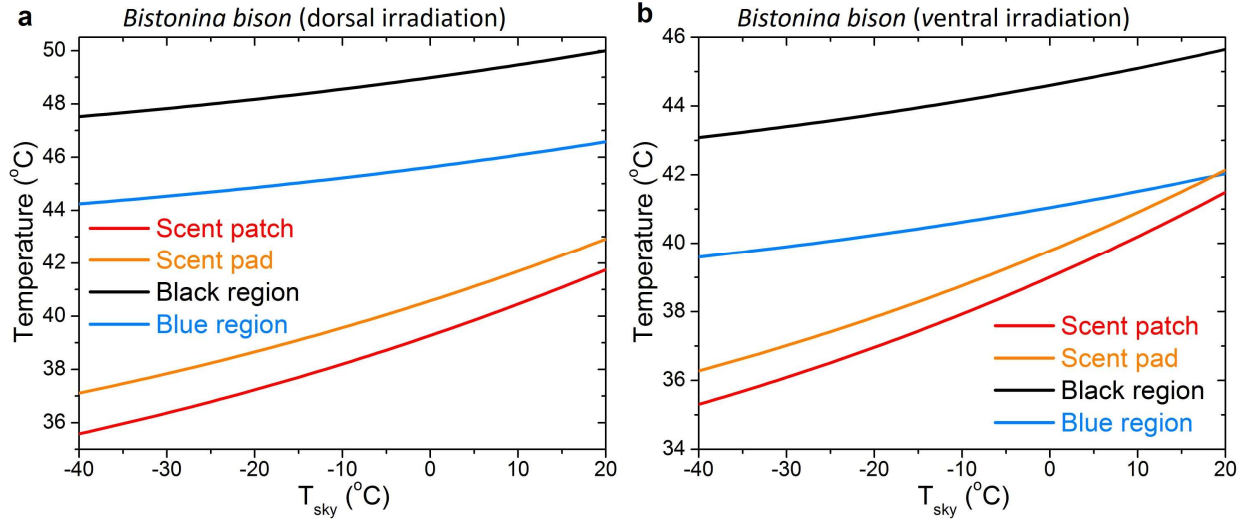 a
Bistonina bison (dorsal irradiation)
50
48
46
44
42
40
38
36
Temperature (°C)
Scent patch
Scent pad
Black region
Blue region
-40 -30 -20 -10 0 10 20
T_sky (°C)
b
Bistonina bison (ventral irradiation)
46
44
42
40
38
36
34
Temperature (°C)
Scent patch
Scent pad
Black region
Blue region
-40 -30 -20 -10 0 10 20
T_sky (°C)